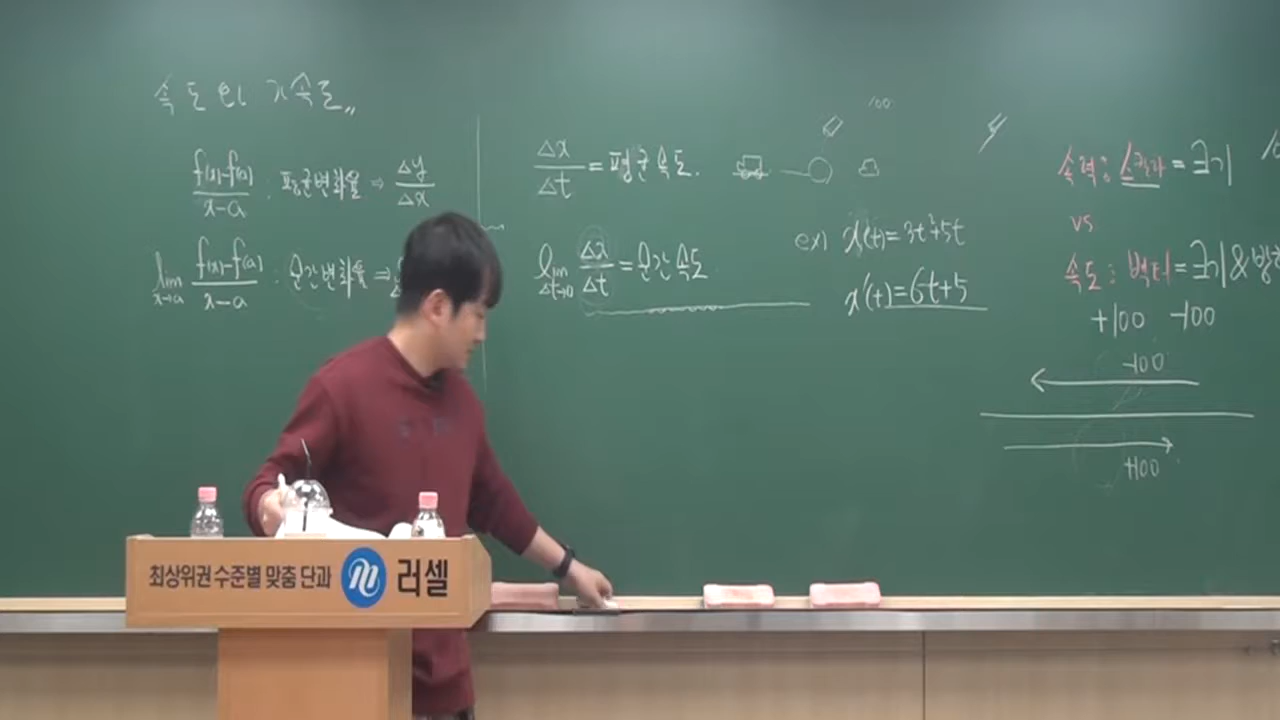 속도와 가속도
f(x)-f(a) / x-a : 평균변화율 ⇒ Δy/Δx
lim x→a f(x)-f(a) / x-a : 순간변화율 ⇒
Δx/Δt = 평균속도.
lim Δt→0 Δx/Δt = 순간속도
100
ex) x(t)=3t²+5t
x'(t)=6t+5
속력 : 스칼라 = 크기
vs
속도 : 벡터 = 크기 & 방향
+100 -100
-100
+100
최상위권 수준별 맞춤 단과 러셀